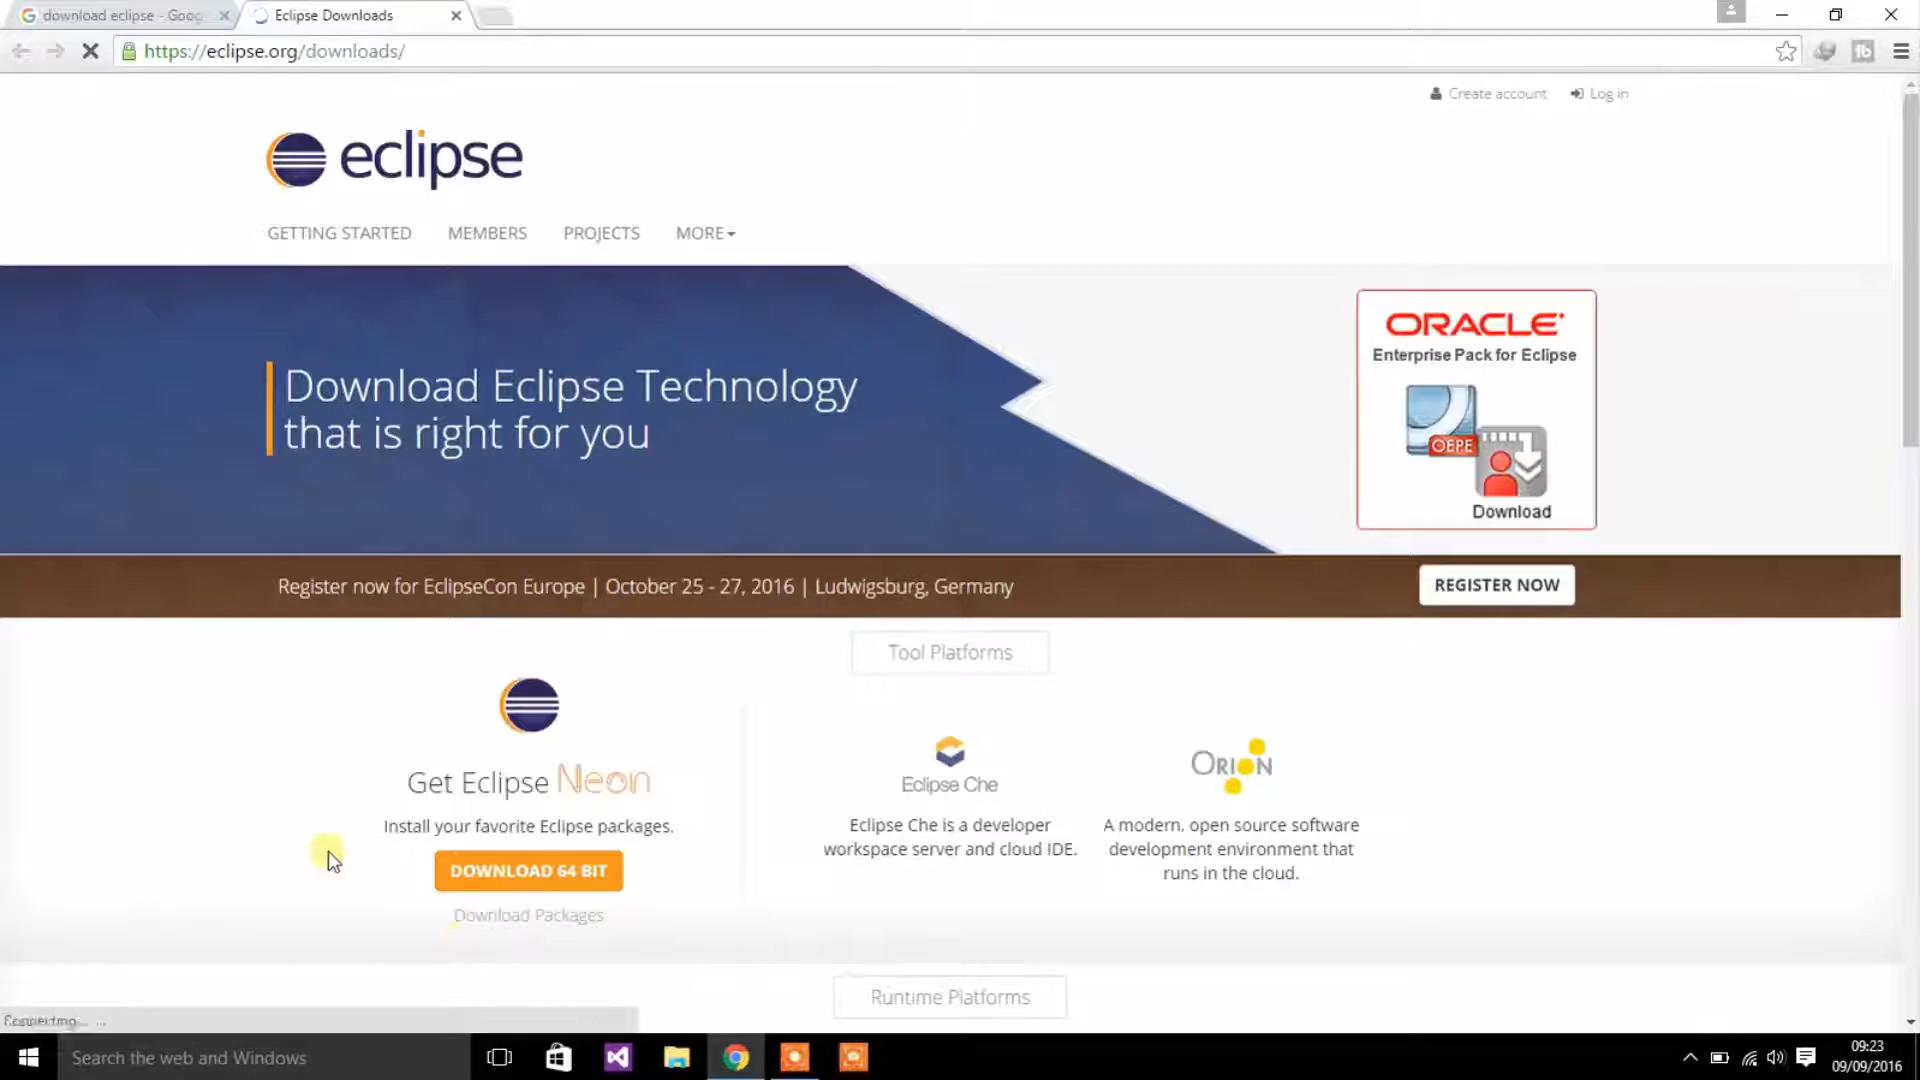 download eclipse - Goog
Eclipse Downloads
https://eclipse.org/downloads/
Create account
Log in
eclipse
GETTING STARTED
MEMBERS
PROJECTS
MORE
Download Eclipse Technology
that is right for you
ORACLE
Enterprise Pack for Eclipse
OEPE
Download
Register now for EclipseCon Europe | October 25 - 27, 2016 | Ludwigsburg, Germany
REGISTER NOW
Tool Platforms
Get Eclipse Neon
Install your favorite Eclipse packages.
DOWNLOAD 64 BIT
Download Packages
Eclipse Che
Eclipse Che is a developer
workspace server and cloud IDE.
ORION
A modern, open source software
development environment that
runs in the cloud.
Runtime Platforms
Search the web and Windows
09:23
09/09/2016